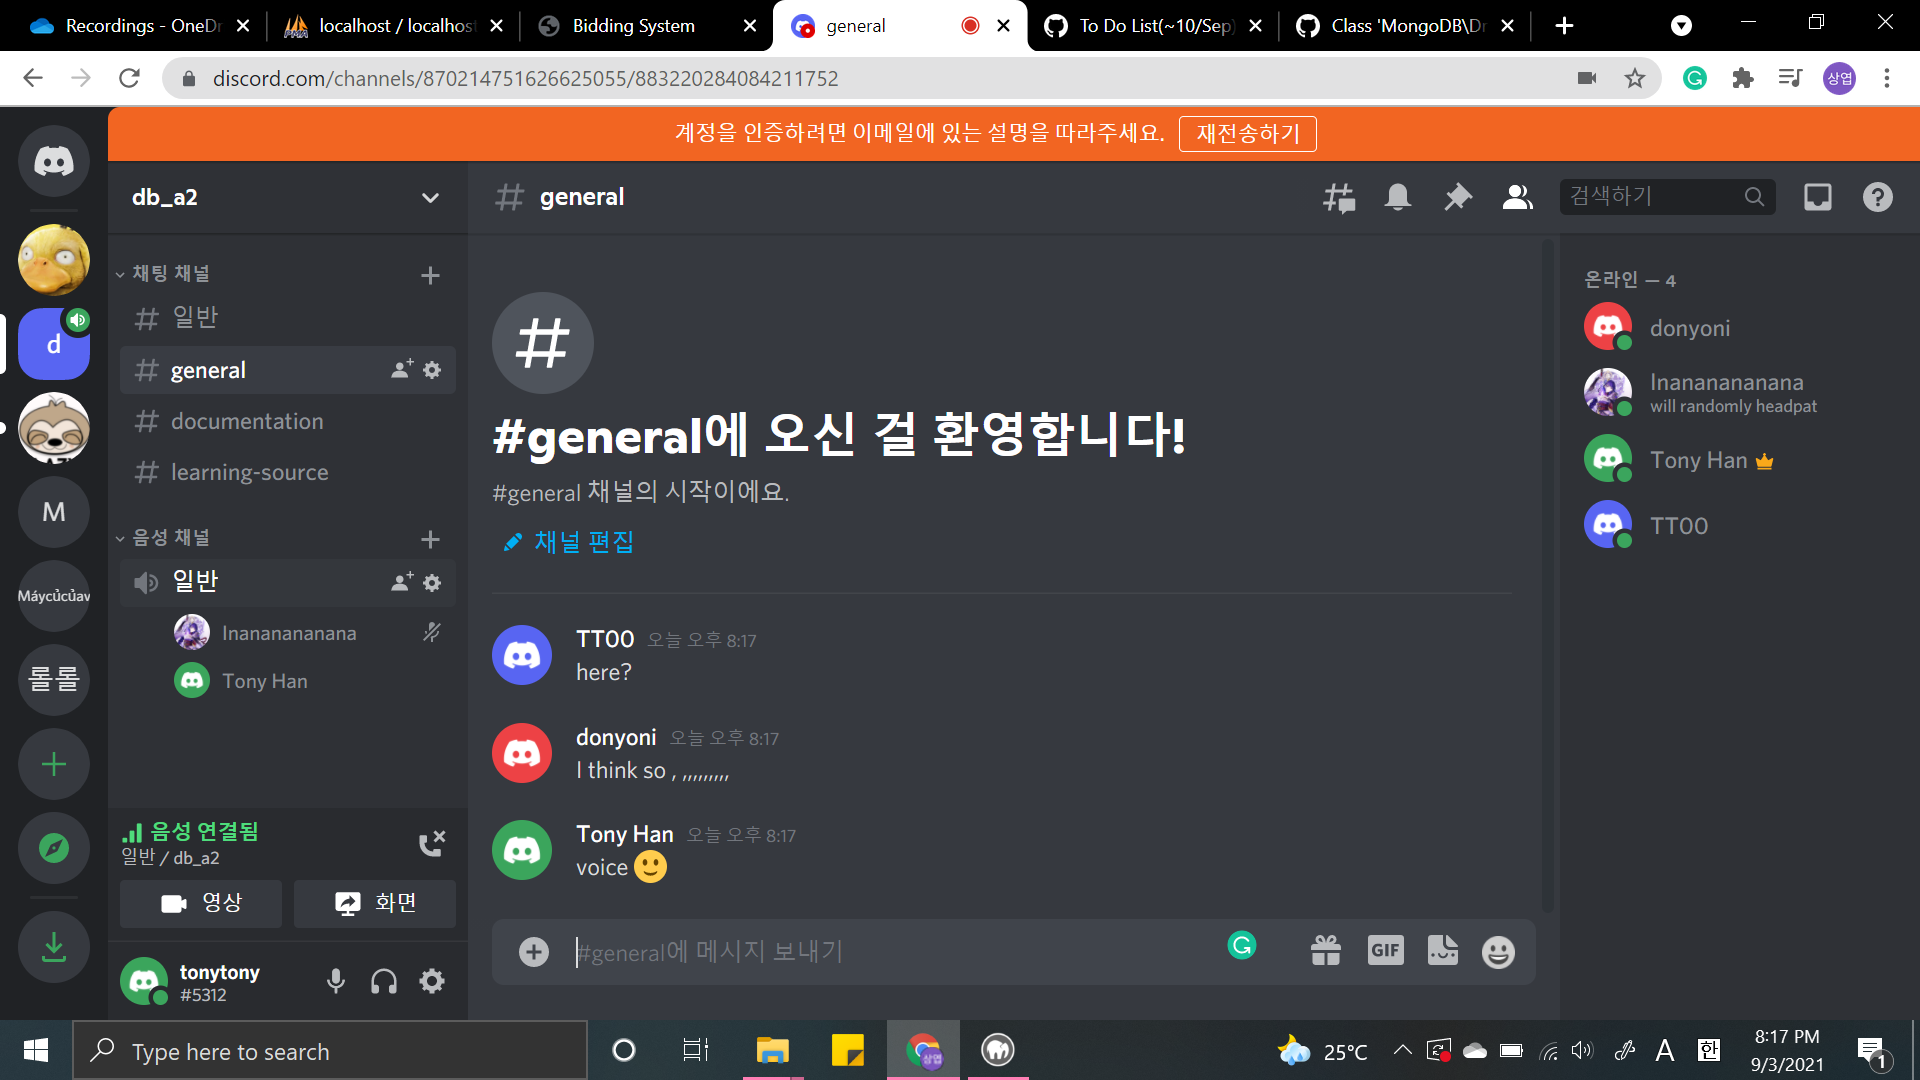 Recordings - OneDr
localhost / localhost
Bidding System
general
To Do List(~10/Sep)
Class 'MongoDB\Dr
discord.com/channels/870214751626625055/883220284084211752
상엽
계정을 인증하려면 이메일에 있는 설명을 따라주세요. 재전송하기
db_a2
general
검색하기
채팅 채널
일반
general
documentation
learning-source
음성 채널
일반
Inanananana
Tony Han
d
M
Máycủcủaw
롤롤
음성 연결됨
일반 / db_a2
영상
화면
tonytony
#5312
#general에 오신 걸 환영합니다!
#general 채널의 시작이에요.
채널 편집
TT00 오늘 오후 8:17
here?
donyoni 오늘 오후 8:17
I think so , ,,,,,,,,,
Tony Han 오늘 오후 8:17
voice
#general에 메시지 보내기
GIF
온라인 — 4
donyoni
Inanananana
will randomly headpat
Tony Han
TT00
Type here to search
25°C
A
한
8:17 PM
9/3/2021
1